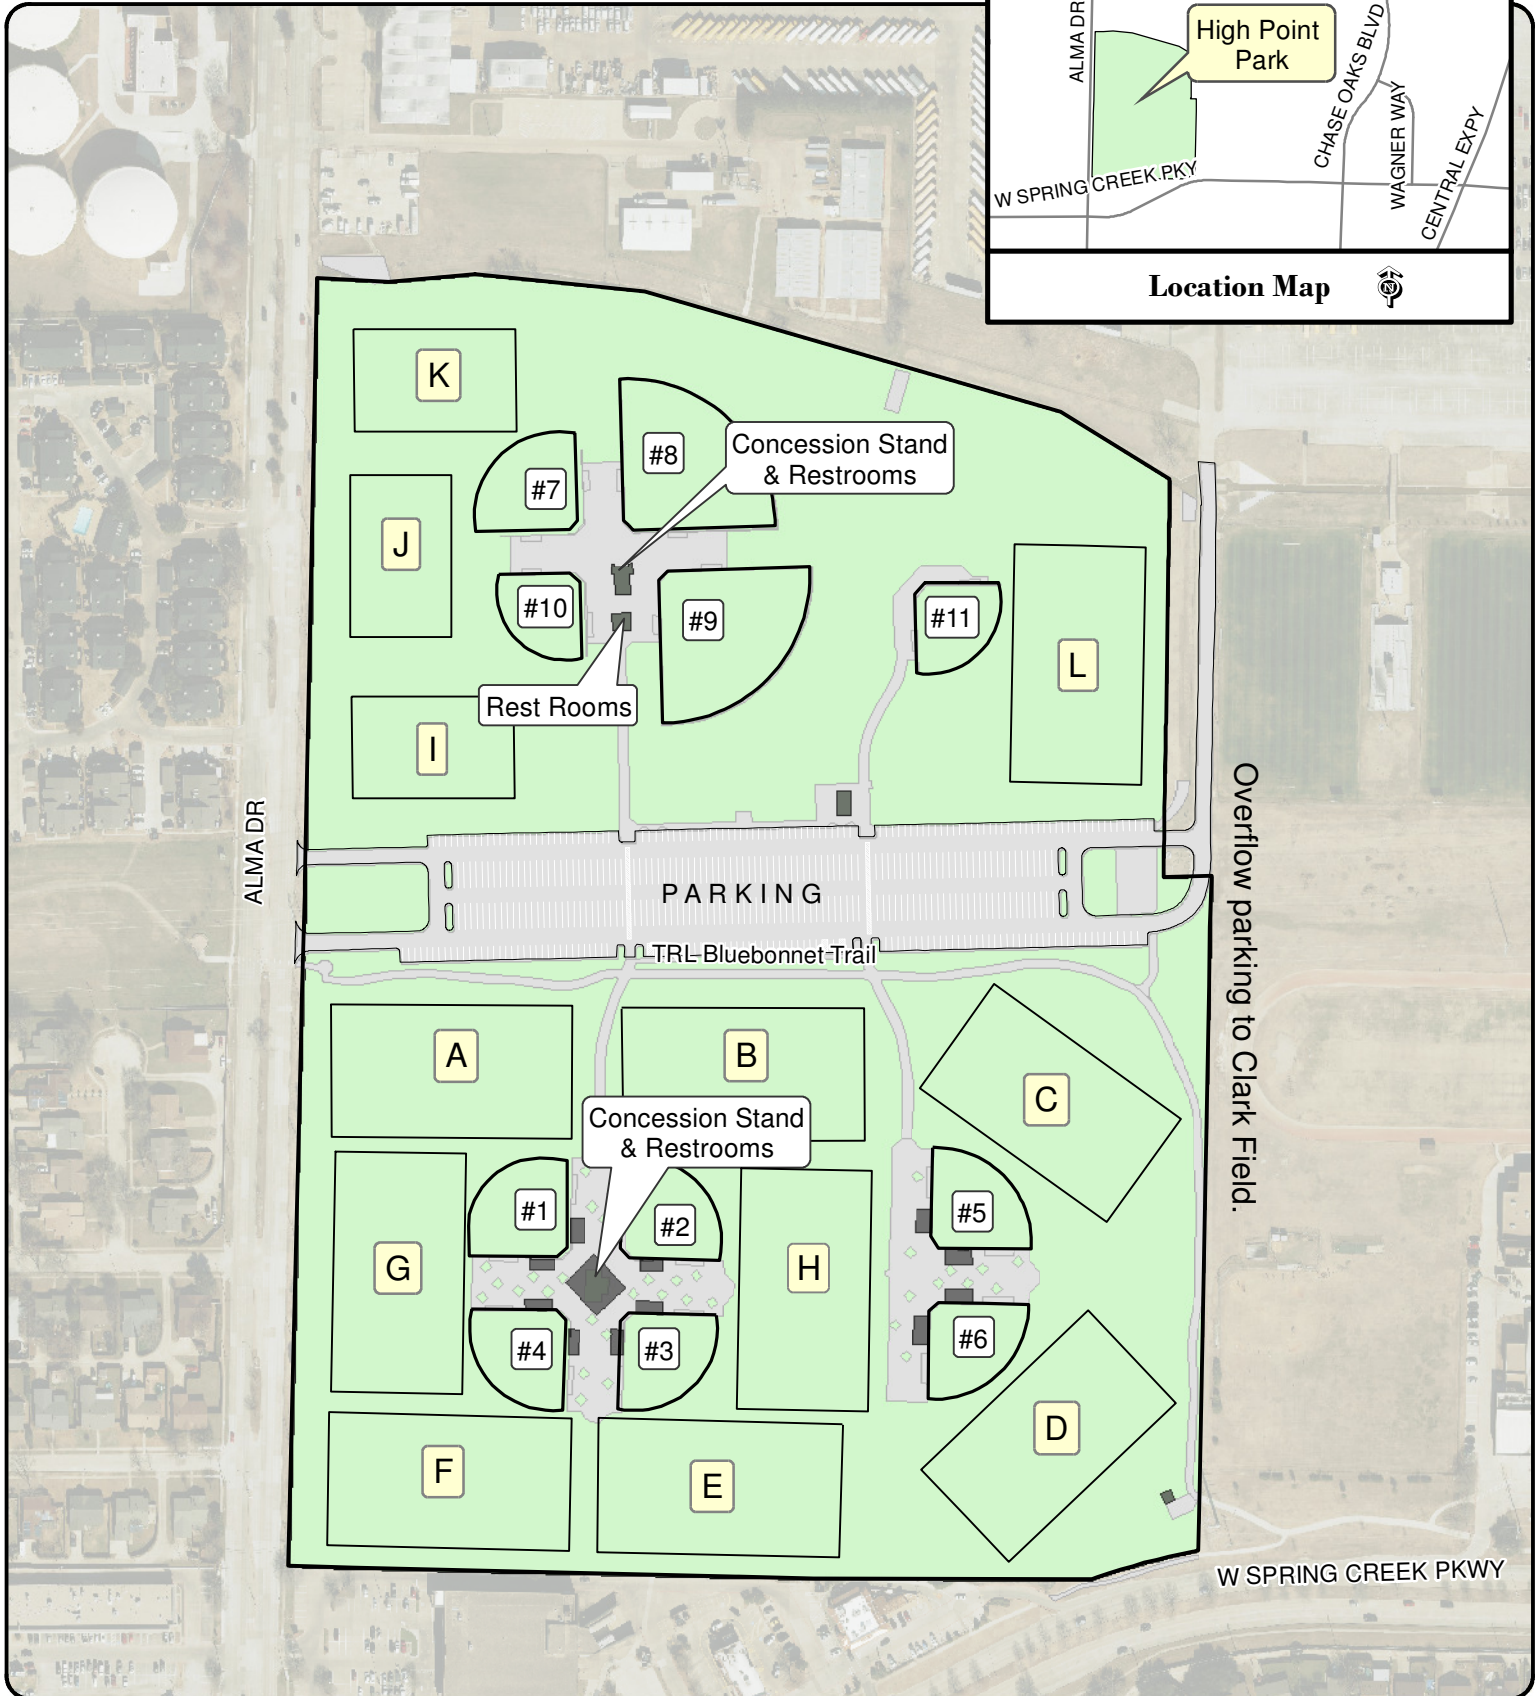 ALMA DR
High Point
Park
CHASE OAKS BLVD
WAGNER WAY
CENTRAL EXPY
W SPRING CREEK PKY
Location Map
N
K
#8
Concession Stand
& Restrooms
#7
J
#10
#9
#11
L
Rest Rooms
I
ALMA DR
PARKING
Overflow parking to Clark Field.
TRL Bluebonnet Trail
A
B
C
Concession Stand
& Restrooms
#1
#2
#5
G
H
#4
#3
#6
D
F
E
W SPRING CREEK PKWY